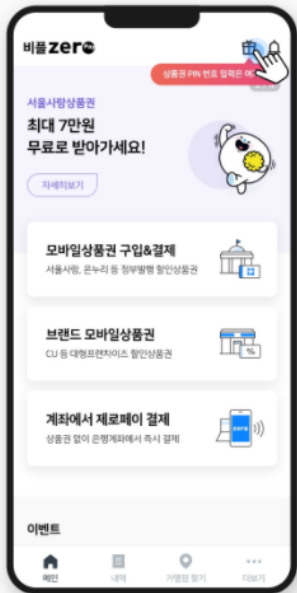 비플zero
상품권 PIN 번호 입력은 여
서울사랑상품권
최대 7만원
무료로 받아가세요!
자세히보기
모바일상품권 구입&결제
서울사랑, 온누리 등 정부발행 할인상품권
브랜드 모바일상품권
CU 등 대형프랜차이즈 할인상품권
%
계좌에서 제로페이 결제
상품권 없이 은행계좌에서 즉시 결제
zero
이벤트
메인
내역
가맹점 찾기
더보기